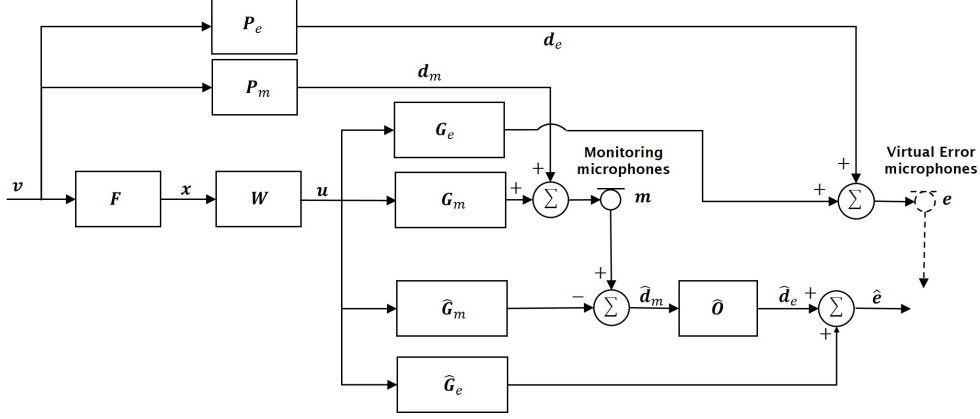 P_e
d_e
P_m
d_m
G_e
Monitoring
microphones
Virtual Error
microphones
+
+
v
F
x
W
u
G_m
+
Σ
m
+
Σ
e
+
Ĝ_m
−
Σ
d̂_m
Ô
d̂_e
+
Σ
ê
+
Ĝ_e